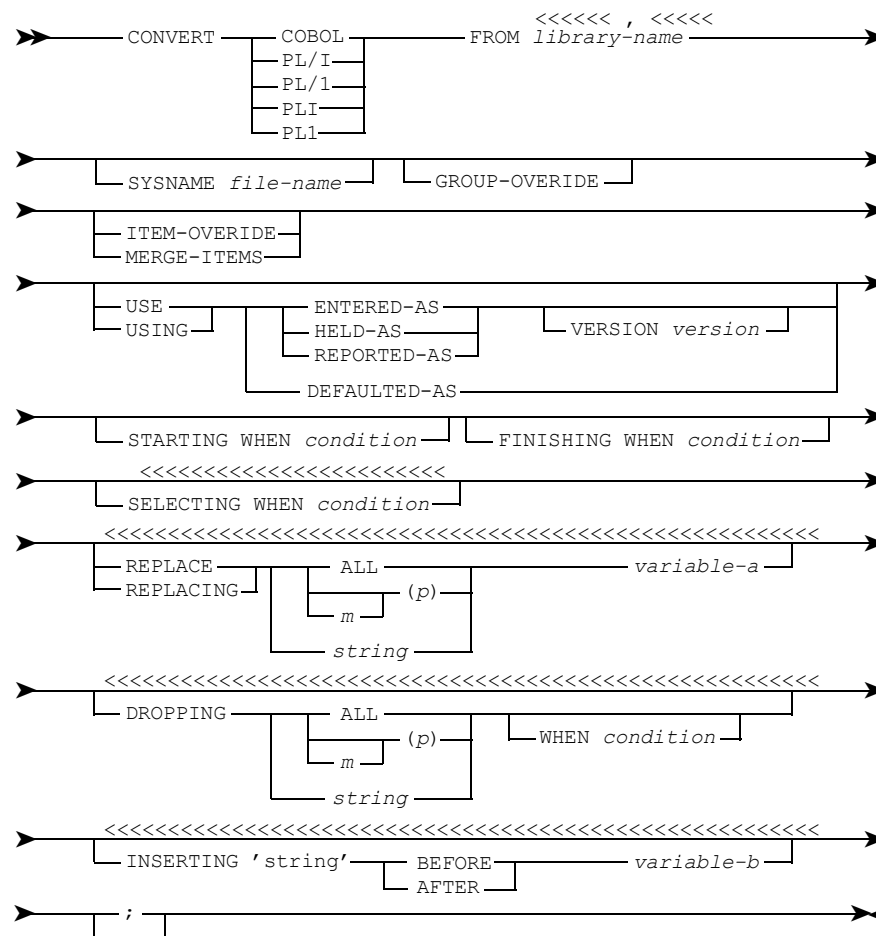 <<<<<< , <<<<<
CONVERT COBOL FROM library-name
PL/I
PL/1
PLI
PL1
SYSNAME file-name GROUP-OVERIDE
ITEM-OVERIDE
MERGE-ITEMS
USE ENTERED-AS
USING HELD-AS VERSION version
REPORTED-AS
DEFAULTED-AS
STARTING WHEN condition FINISHING WHEN condition
<<<<<<<<<<<<<<<<<<<<<<<<
SELECTING WHEN condition
<<<<<<<<<<<<<<<<<<<<<<<<<<<<<<<<<<<<<<<<<<<<<<<<<<<<<<<<
REPLACE ALL variable-a
REPLACING (p)
m
string
<<<<<<<<<<<<<<<<<<<<<<<<<<<<<<<<<<<<<<<<<<<<<<<<<<<<<<<<
DROPPING ALL
(p) WHEN condition
m
string
<<<<<<<<<<<<<<<<<<<<<<<<<<<<<<<<<<<<<<<<<<<<<<<<<<<<<<<<
INSERTING 'string' BEFORE variable-b
AFTER
;